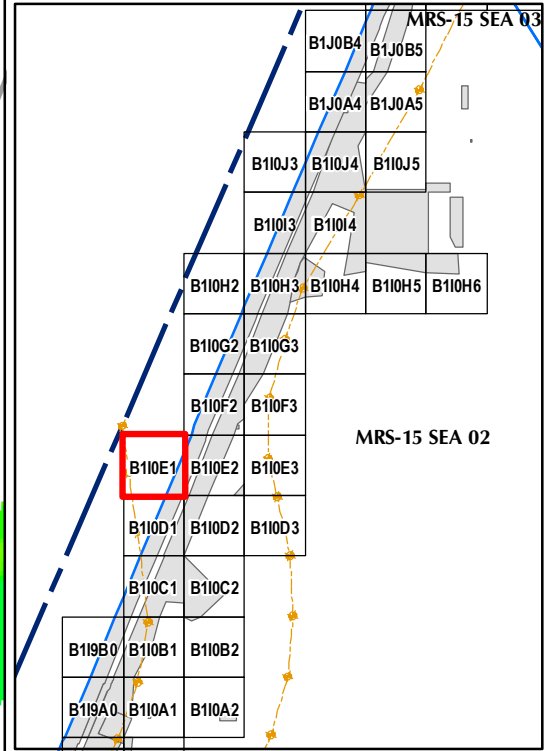 MRS-15 SEA 03
B1J0B4 B1J0B5
B1J0A4 B1J0A5
B1I0J3 B1I0J4 B1I0J5
B1I0I3 B1I0I4
B1I0H2 B1I0H3 B1I0H4 B1I0H5 B1I0H6
B1I0G2 B1I0G3
B1I0F2 B1I0F3
MRS-15 SEA 02
B1I0E1 B1I0E2 B1I0E3
B1I0D1 B1I0D2 B1I0D3
B1I0C1 B1I0C2
B1I9B0 B1I0B1 B1I0B2
B1I9A0 B1I0A1 B1I0A2